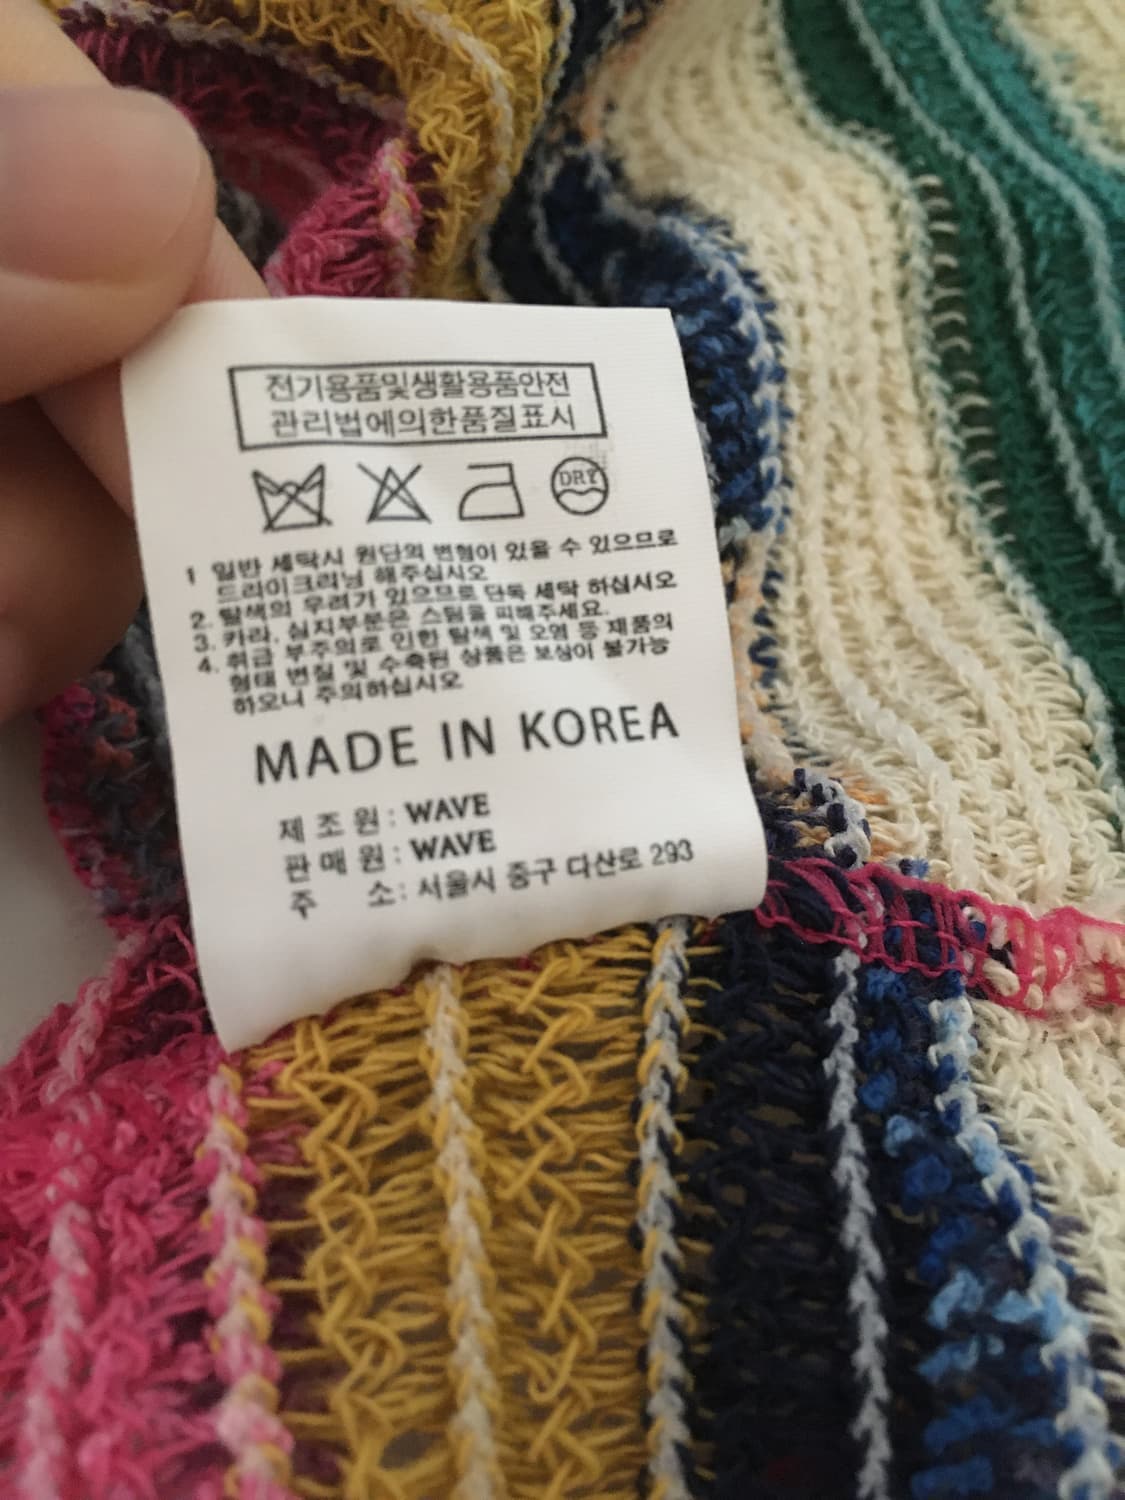 전기용품및생활용품안전
관리법에의한품질표시
DRY
1 일반 세탁시 원단의 변형이 있을 수 있으므로
드라이크리닝 해주십시오
2. 탈색의 우려가 있으므로 단독 세탁 하십시오
3. 카라, 심지부분은 스팀을 피해주세요.
4. 취급 부주의로 인한 탈색 및 오염 등 제품의
형태 변질 및 수축된 상품은 보상이 불가능
하오니 주의하십시오
MADE IN KOREA
제 조 원 : WAVE
판 매 원 : WAVE
주 소 : 서울시 중구 다산로 293